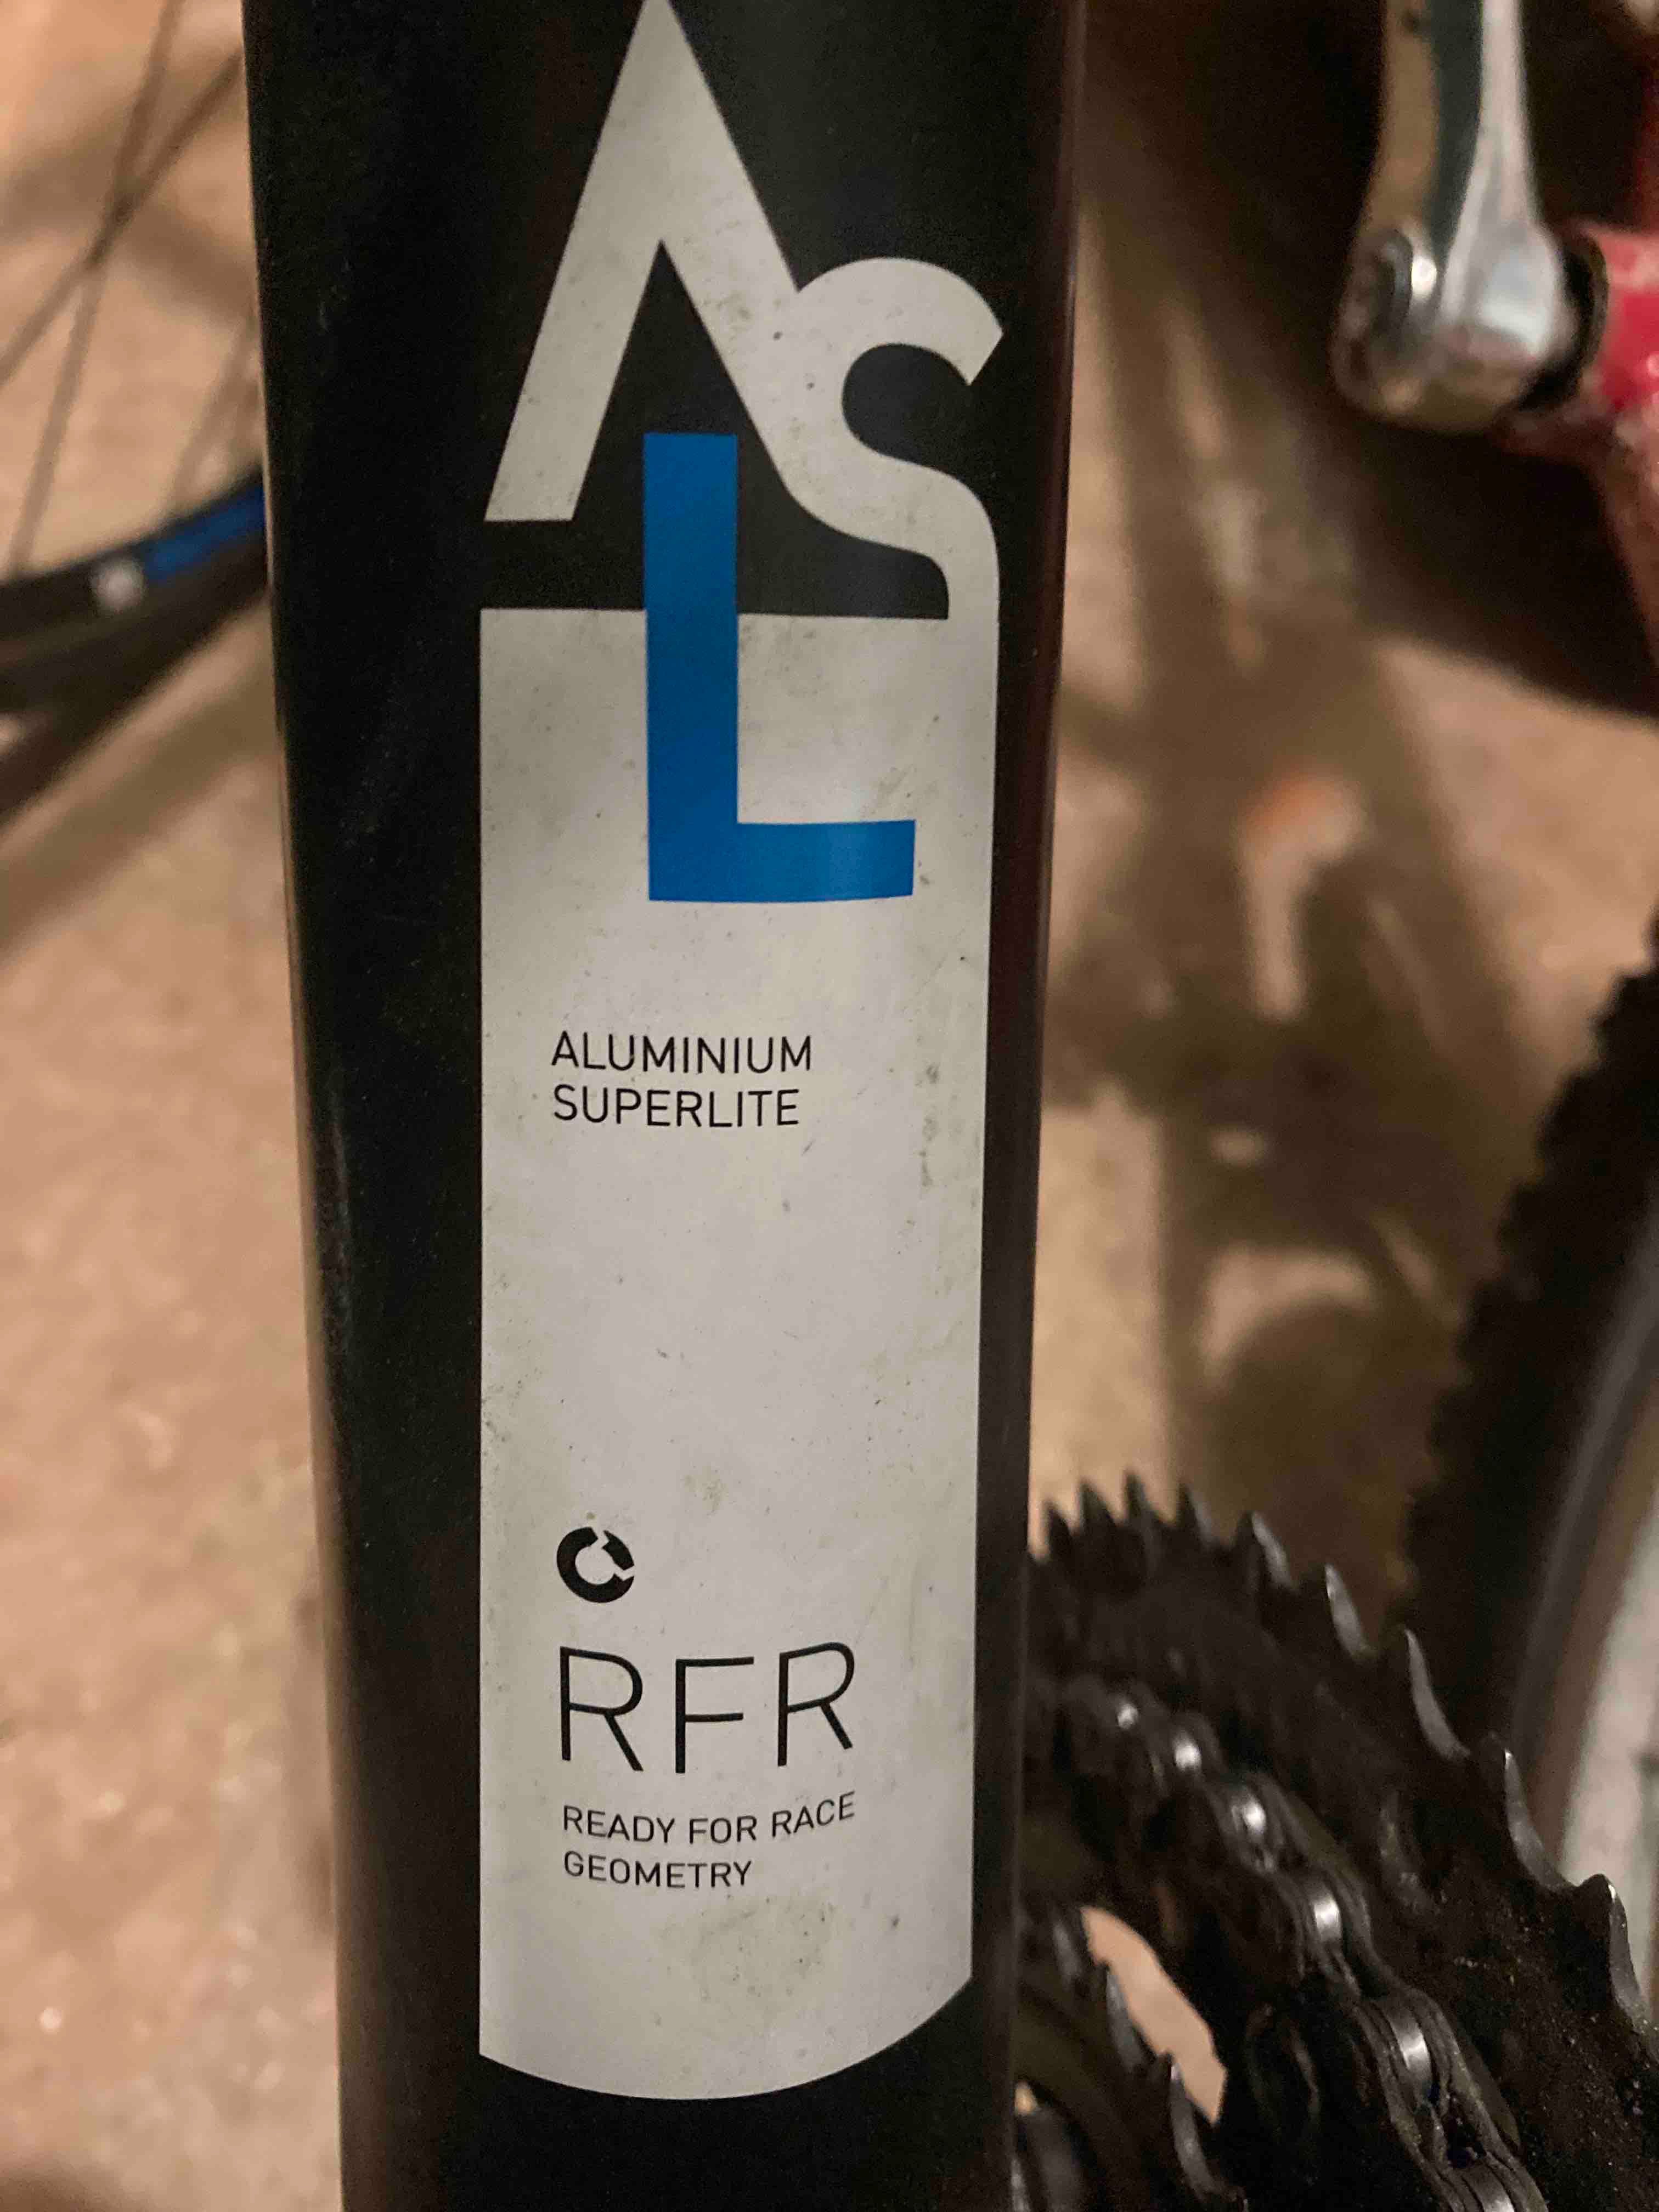 ASL
ALUMINIUM
SUPERLITE
RFR
READY FOR RACE
GEOMETRY